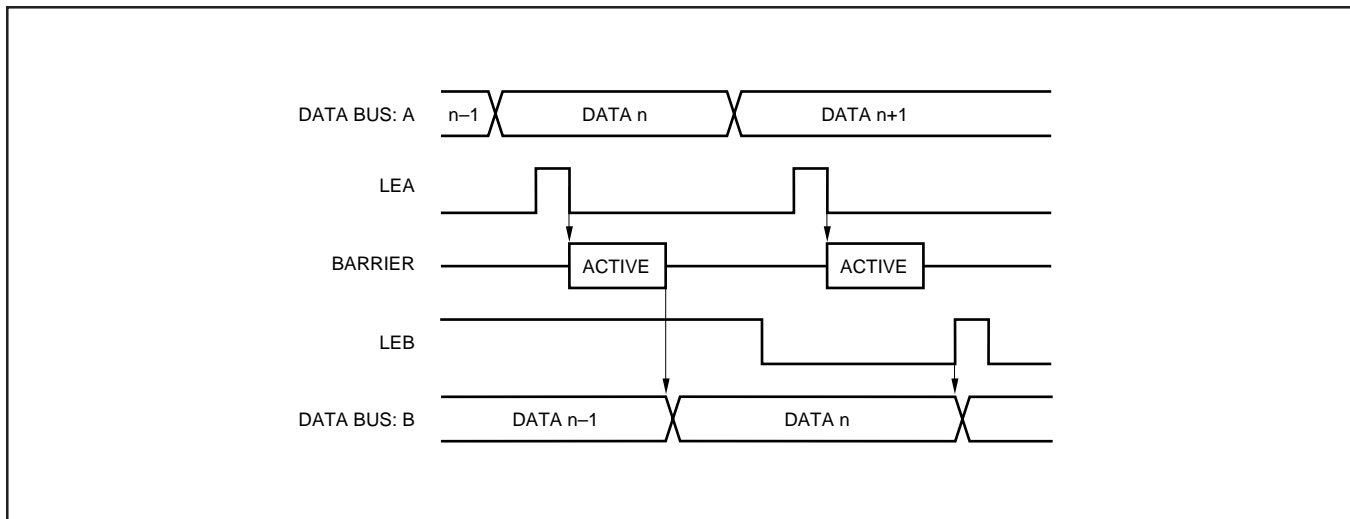 DATA BUS: A n–1 DATA n DATA n+1
LEA
BARRIER ACTIVE ACTIVE
LEB
DATA BUS: B DATA n–1 DATA n